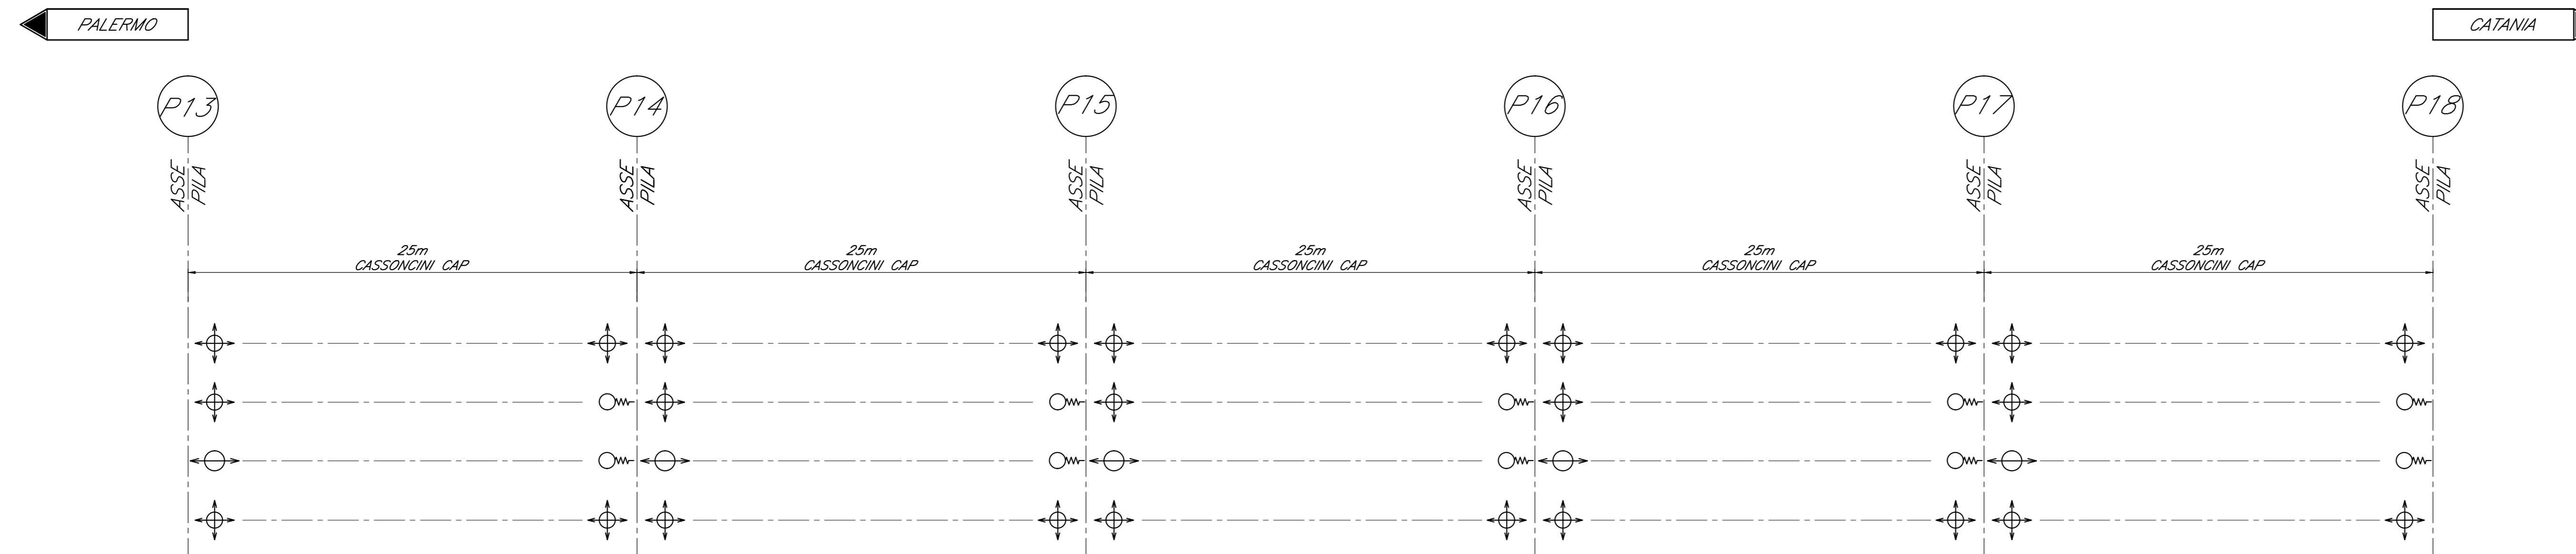 PALERMO
CATANIA
P13
P14
P15
P16
P17
P18
ASSE
PILA
ASSE
PILA
ASSE
PILA
ASSE
PILA
ASSE
PILA
ASSE
PILA
25m
CASSONCINI CAP
25m
CASSONCINI CAP
25m
CASSONCINI CAP
25m
CASSONCINI CAP
25m
CASSONCINI CAP